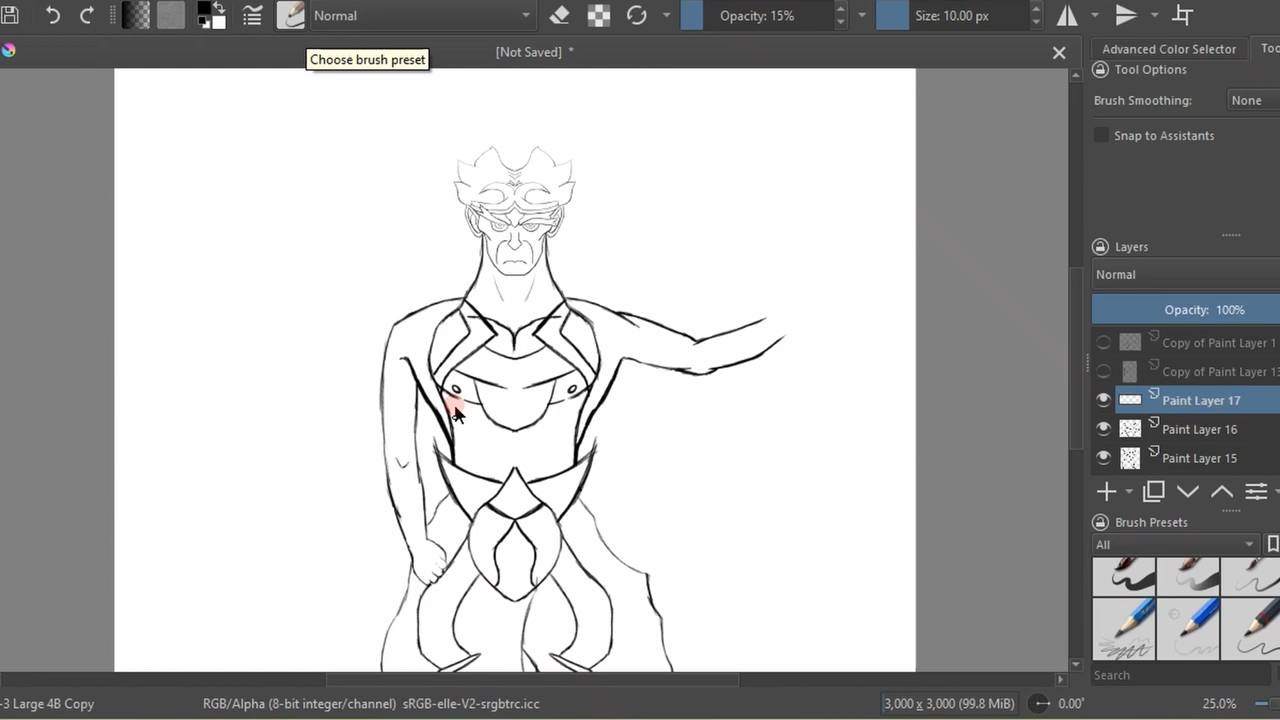 Normal
Opacity: 15%
Size: 10.00 px
Choose brush preset
[Not Saved] *
Advanced Color Selector
Tool Options
Brush Smoothing:
None
Snap to Assistants
Layers
Normal
Opacity: 100%
Copy of Paint Layer 1
Copy of Paint Layer 13
Paint Layer 17
Paint Layer 16
Paint Layer 15
Brush Presets
All
Search
-3 Large 4B Copy
RGB/Alpha (8-bit integer/channel) sRGB-elle-V2-srgbtrc.icc
3,000 x 3,000 (99.8 MiB)
0.00°
25.0%